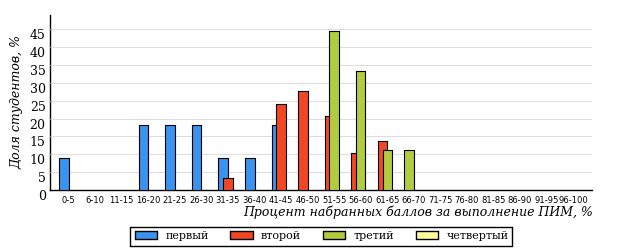 Доля студентов, %
45
40
35
30
25
20
15
10
5
0
0-5 6-10 11-15 16-20 21-25 26-30 31-35 36-40 41-45 46-50 51-55 56-60 61-65 66-70 71-75 76-80 81-85 86-90 91-95 96-100
Процент набранных баллов за выполнение ПИМ, %
первый второй третий четвертый